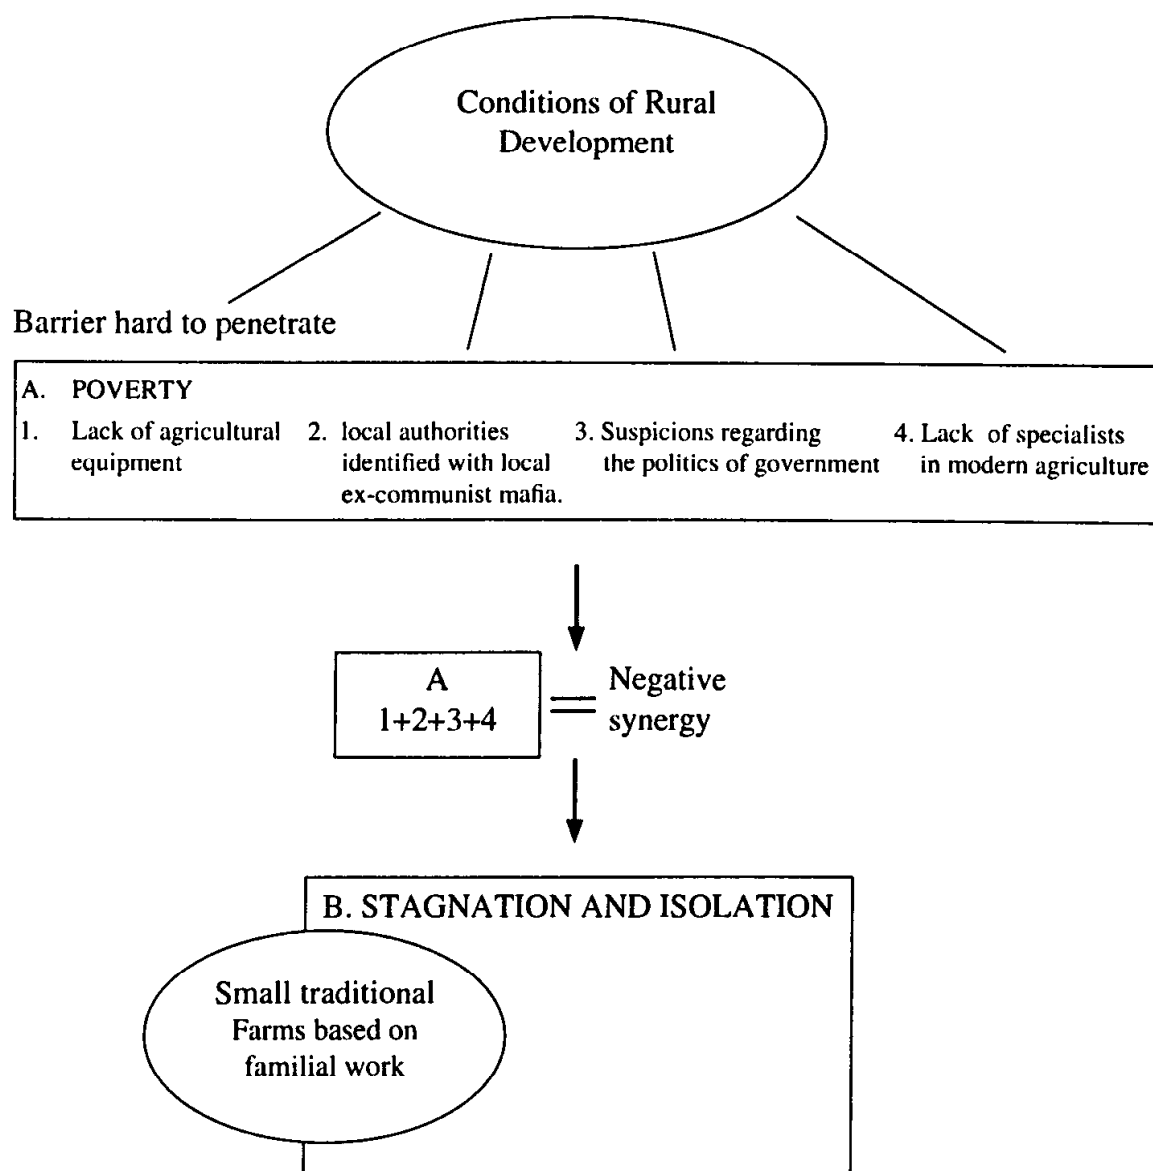 Conditions of Rural
Development
Barrier hard to penetrate
A. POVERTY
1. Lack of agricultural
equipment
2. local authorities
identified with local
ex-communist mafia.
3. Suspicions regarding
the politics of government
4. Lack of specialists
in modern agriculture
A
1+2+3+4
=
Negative
synergy
B. STAGNATION AND ISOLATION
Small traditional
Farms based on
familial work